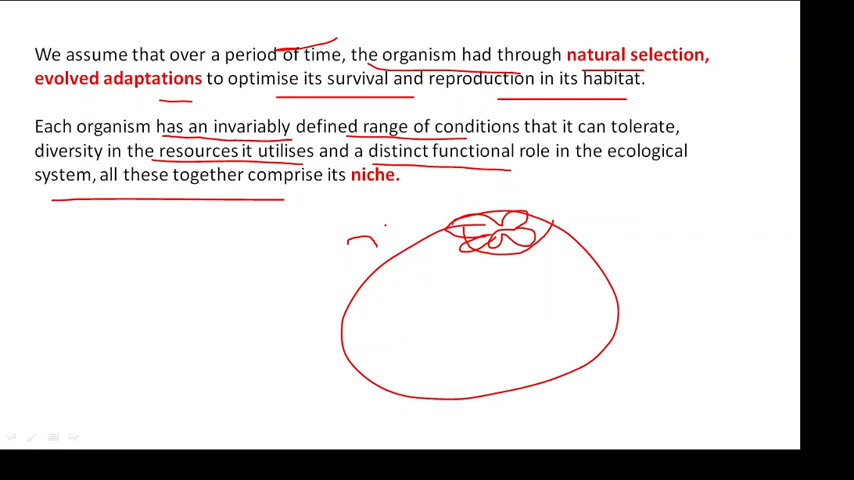 We assume that over a period of time, the organism had through natural selection,
evolved adaptations to optimise its survival and reproduction in its habitat.
Each organism has an invariably defined range of conditions that it can tolerate,
diversity in the resources it utilises and a distinct functional role in the ecological
system, all these together comprise its niche.